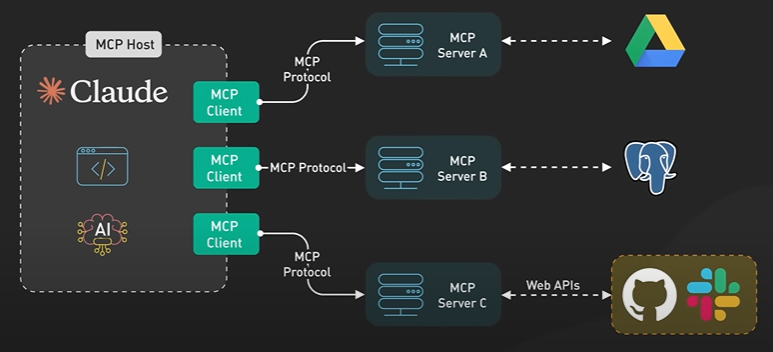 MCP Host
Claude
MCP
Client
MCP
Protocol
MCP
Server A
</>
MCP
Client
MCP Protocol
MCP
Server B
AI
MCP
Client
MCP
Protocol
MCP
Server C
Web APIs